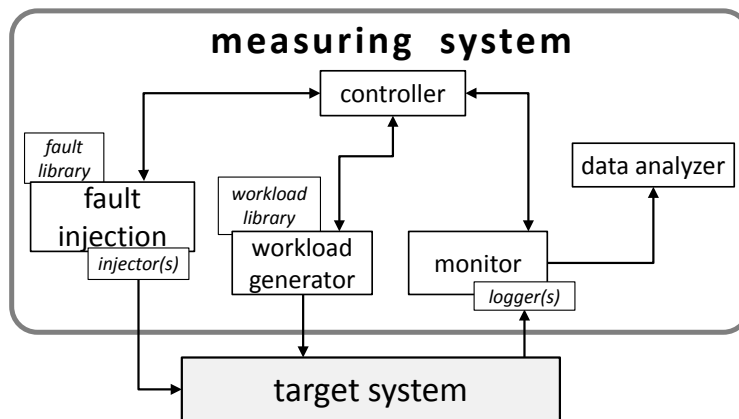 measuring system
controller
fault
library
fault
injection
injector(s)
workload
library
workload
generator
monitor
logger(s)
data analyzer
target system